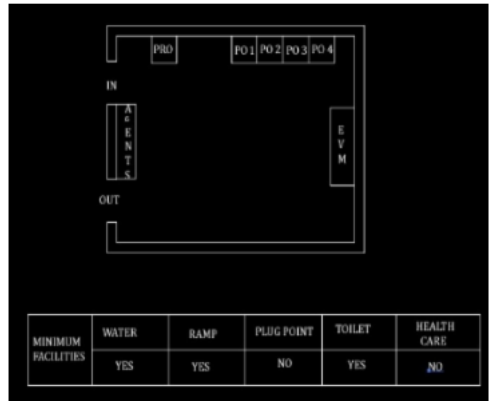 PRO
PO 1 PO 2 PO 3 PO 4
IN
AGENTS
EVM
OUT
MINIMUM FACILITIES
WATER RAMP PLUG POINT TOILET HEALTH CARE
YES YES NO YES NO